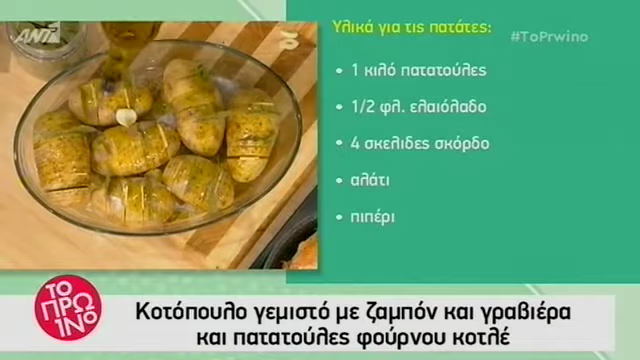 ANT1
Υλικά για τις πατάτες:
#ToPrwino
• 1 κιλό πατατούλες
• 1/2 φλ. ελαιόλαδο
• 4 σκελίδες σκόρδο
• αλάτι
• πιπέρι
ΤΟ ΠΡΩΙΝΟ
Κοτόπουλο γεμιστό με ζαμπόν και γραβιέρα
και πατατούλες φούρνου κοτλέ